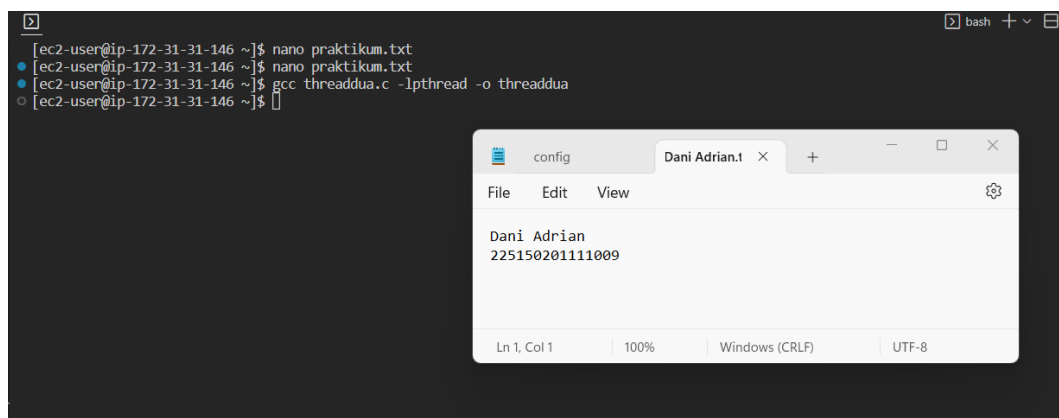 bash
[ec2-user@ip-172-31-31-146 ~]$ nano praktikum.txt
[ec2-user@ip-172-31-31-146 ~]$ nano praktikum.txt
[ec2-user@ip-172-31-31-146 ~]$ gcc threaddua.c -lpthread -o threaddua
[ec2-user@ip-172-31-31-146 ~]$
config Dani Adrian.t
File Edit View
Dani Adrian
225150201111009
Ln 1, Col 1 100% Windows (CRLF) UTF-8